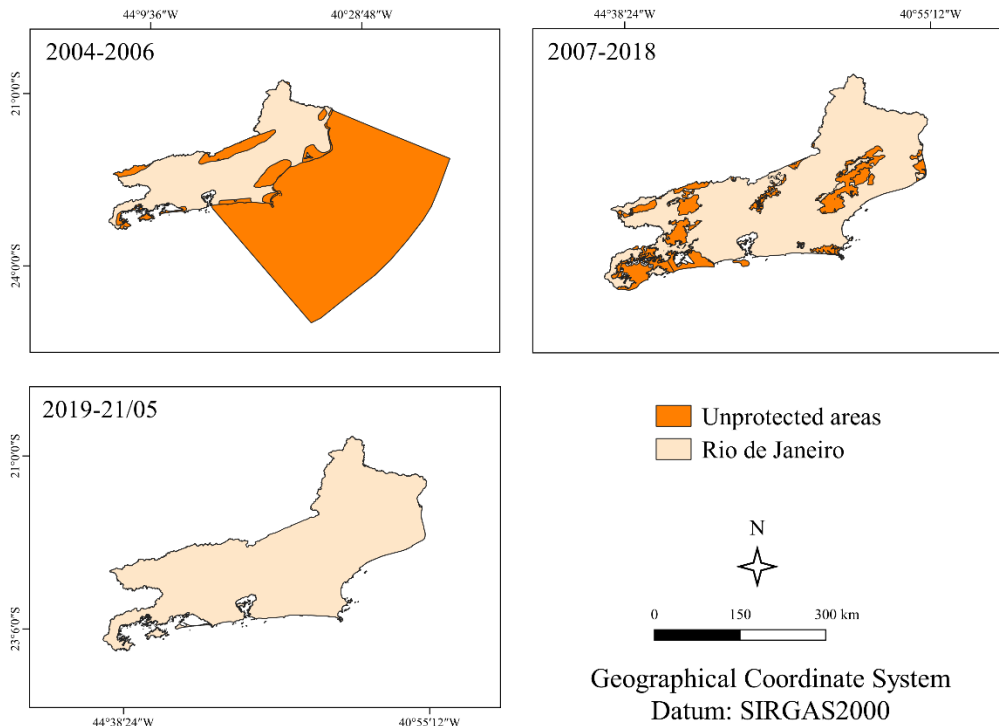 44°9'36"W 40°28'48"W
2004-2006
21°0'0"S
24°0'0"S
44°38'24"W 40°55'12"W
2007-2018
2019-21/05
21°0'0"S
23°6'0"S
44°38'24"W 40°55'12"W
Unprotected areas
Rio de Janeiro
N
0 150 300 km
Geographical Coordinate System
Datum: SIRGAS2000